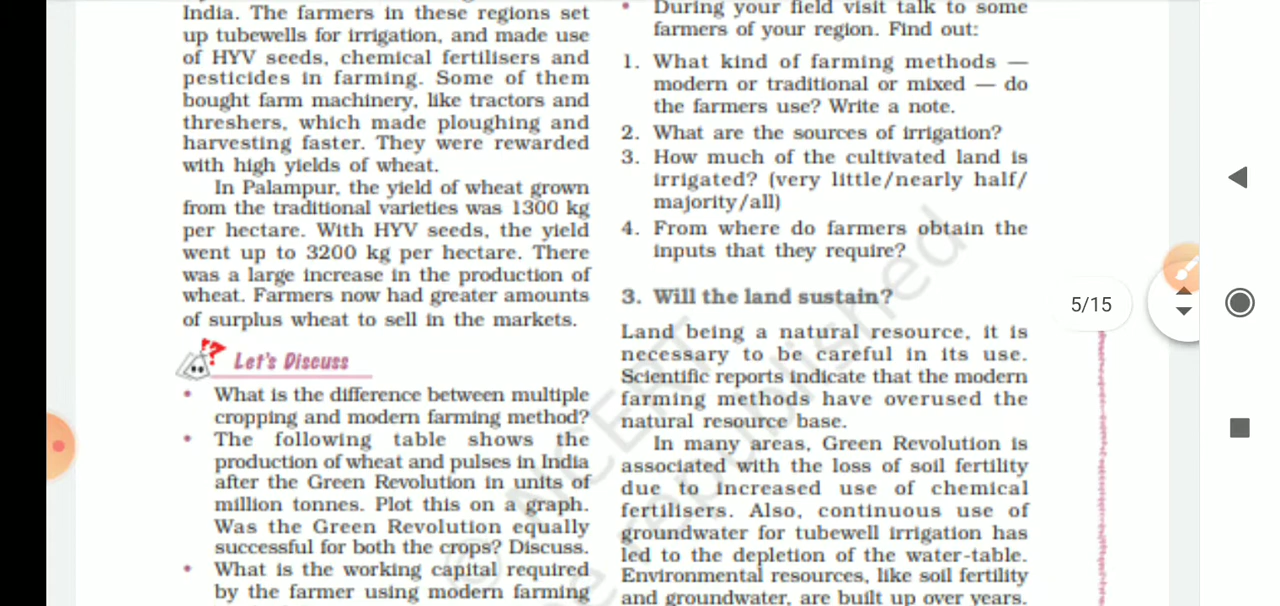 India. The farmers in these regions set
up tubewells for irrigation, and made use
of HYV seeds, chemical fertilisers and
pesticides in farming. Some of them
bought farm machinery, like tractors and
threshers, which made ploughing and
harvesting faster. They were rewarded
with high yields of wheat.
In Palampur, the yield of wheat grown
from the traditional varieties was 1300 kg
per hectare. With HYV seeds, the yield
went up to 3200 kg per hectare. There
was a large increase in the production of
wheat. Farmers now had greater amounts
of surplus wheat to sell in the markets.
Let's Discuss
• What is the difference between multiple
cropping and modern farming method?
• The following table shows the
production of wheat and pulses in India
after the Green Revolution in units of
million tonnes. Plot this on a graph.
Was the Green Revolution equally
successful for both the crops? Discuss.
• What is the working capital required
by the farmer using modern farming
• During your field visit talk to some
farmers of your region. Find out:
1. What kind of farming methods —
modern or traditional or mixed — do
the farmers use? Write a note.
2. What are the sources of irrigation?
3. How much of the cultivated land is
irrigated? (very little/nearly half/
majority/all)
4. From where do farmers obtain the
inputs that they require?
3. Will the land sustain?
Land being a natural resource, it is
necessary to be careful in its use.
Scientific reports indicate that the modern
farming methods have overused the
natural resource base.
In many areas, Green Revolution is
associated with the loss of soil fertility
due to increased use of chemical
fertilisers. Also, continuous use of
groundwater for tubewell irrigation has
led to the depletion of the water-table.
Environmental resources, like soil fertility
and groundwater, are built up over years.
5/15
© NCERT
republished